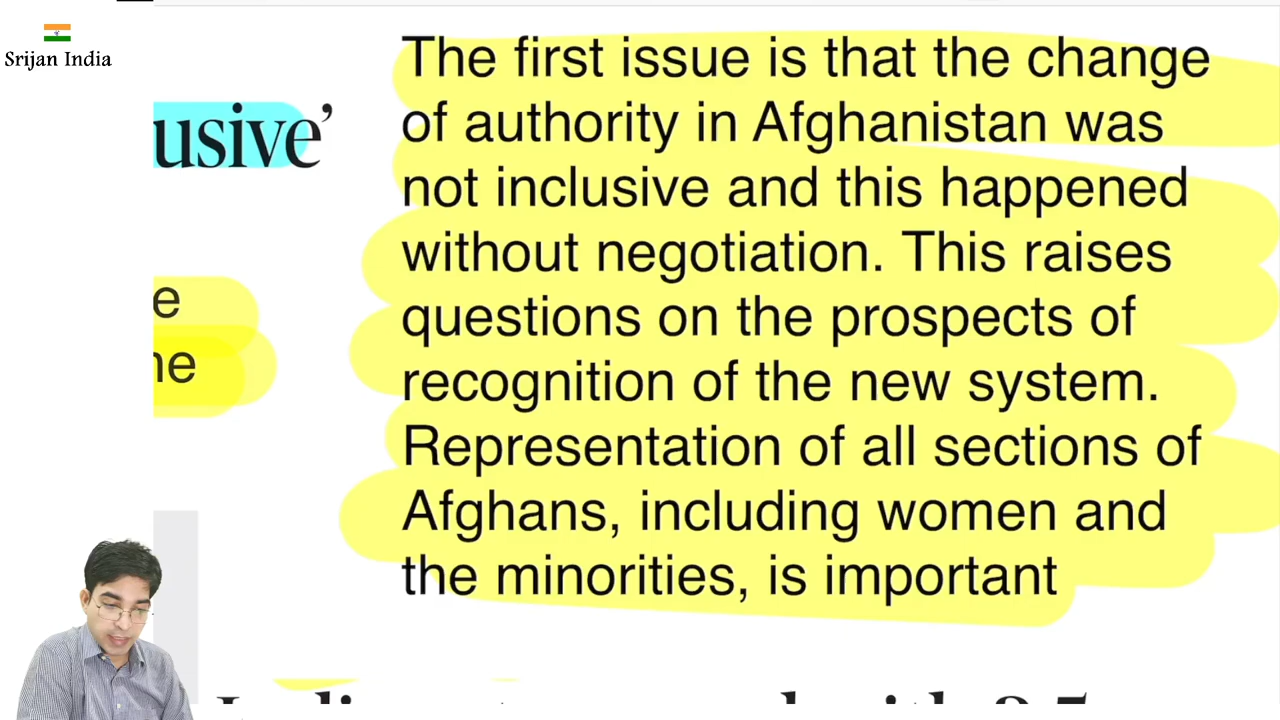 Srijan India
usive’
e
ne
The first issue is that the change
of authority in Afghanistan was
not inclusive and this happened
without negotiation. This raises
questions on the prospects of
recognition of the new system.
Representation of all sections of
Afghans, including women and
the minorities, is important